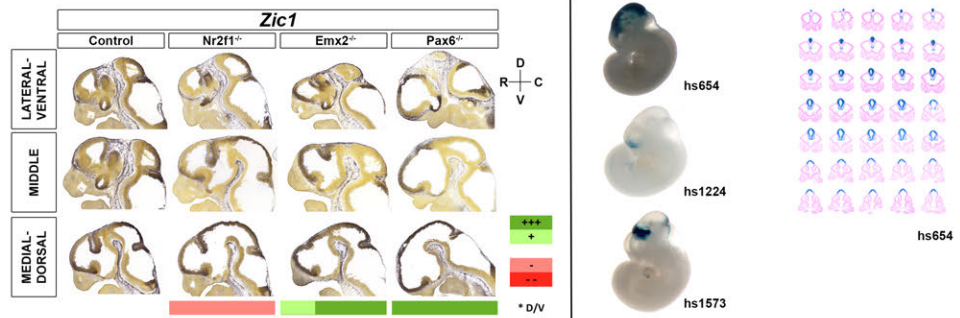 Zic1
Control Nr2f1-/- Emx2-/- Pax6-/-
LATERAL-
VENTRAL
D
R C
V
MIDDLE
MEDIAL-
DORSAL
+++
+
-
--
* D/V
hs654
hs1224
hs1573
hs654